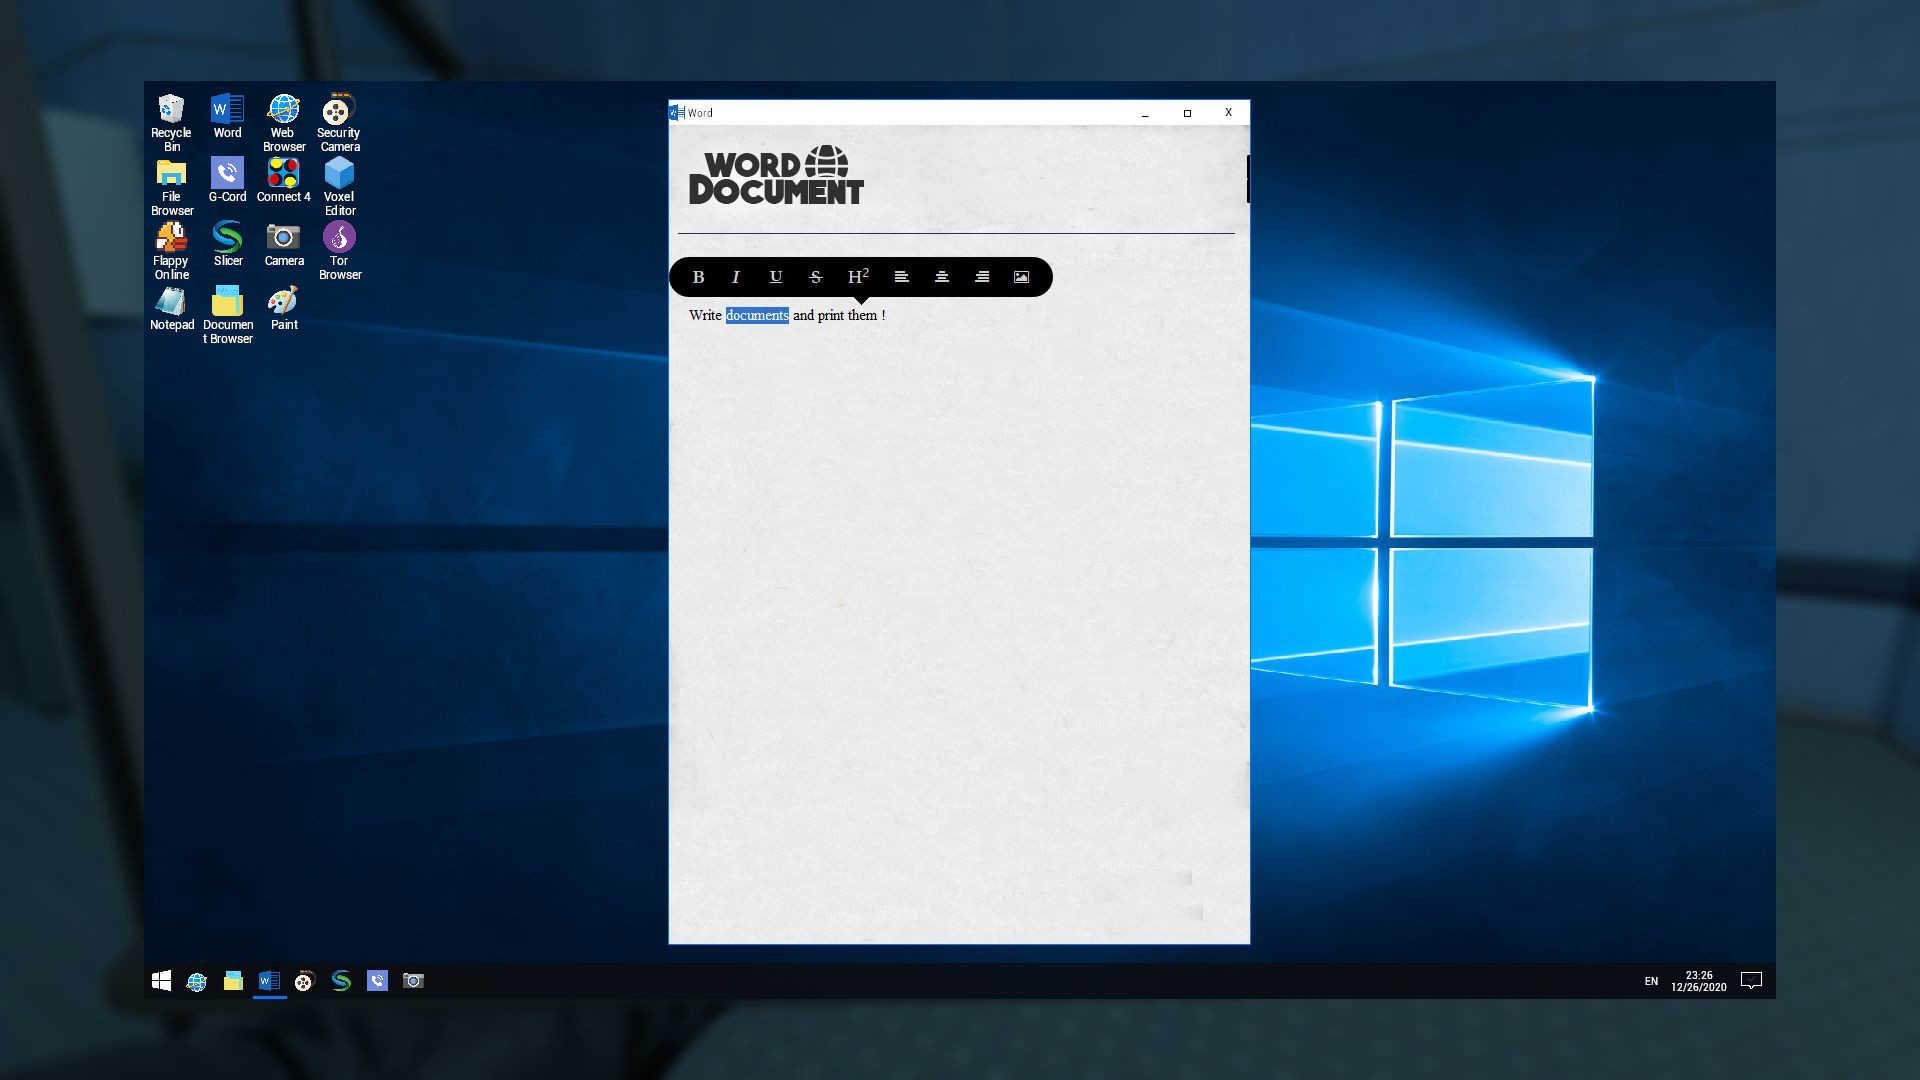 Recycle
Bin
Word
Web
Browser
Security
Camera
File
Browser
G-Cord
Connect 4
Voxel
Editor
Flappy
Online
Slicer
Camera
Tor
Browser
Notepad
Documen
t Browser
Paint
Word
X
WORD
DOCUMENT
B I U S H2
Write documents and print them !
EN
23:26
12/26/2020